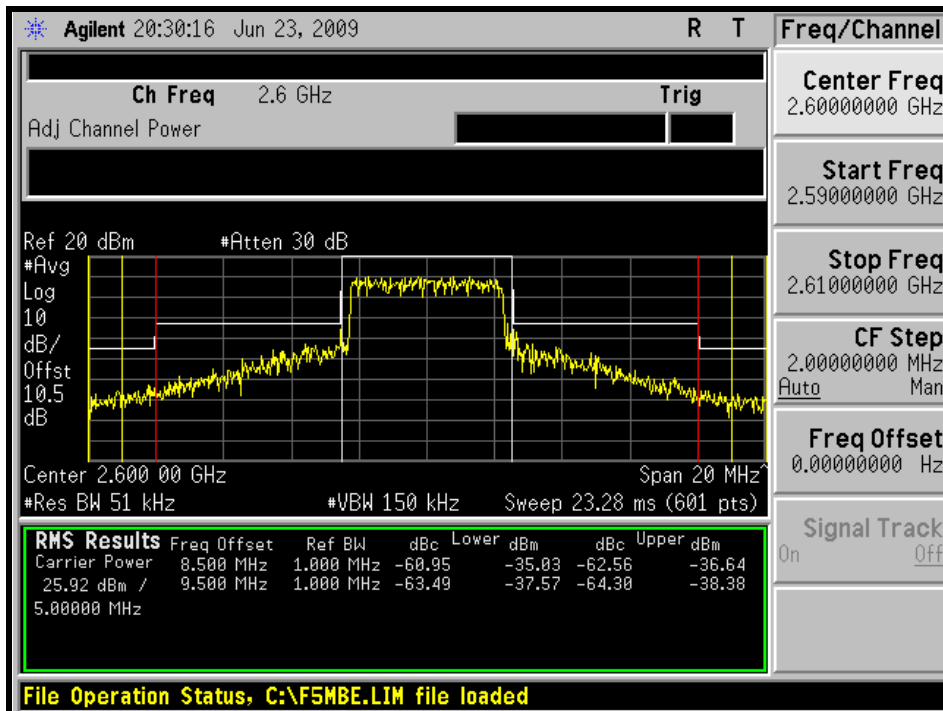 Agilent 20:30:16 Jun 23, 2009 R T
Ch Freq 2.6 GHz Trig
Adj Channel Power
Ref 20 dBm #Atten 30 dB
#Avg
Log
10
dB/
Offst
10.5
dB
Center 2.600 00 GHz Span 20 MHz^
#Res BW 51 kHz #VBW 150 kHz Sweep 23.28 ms (601 pts)
RMS Results Freq Offset Ref BW dBc Lower dBm dBc Upper dBm
Carrier Power 8.500 MHz 1.000 MHz -60.95 -35.03 -62.56 -36.64
25.92 dBm / 9.500 MHz 1.000 MHz -63.49 -37.57 -64.30 -38.38
5.00000 MHz
File Operation Status, C:\F5MBE.LIM file loaded
Freq/Channel
Center Freq
2.60000000 GHz
Start Freq
2.59000000 GHz
Stop Freq
2.61000000 GHz
CF Step
2.00000000 MHz
Auto Man
Freq Offset
0.00000000 Hz
Signal Track
On Off